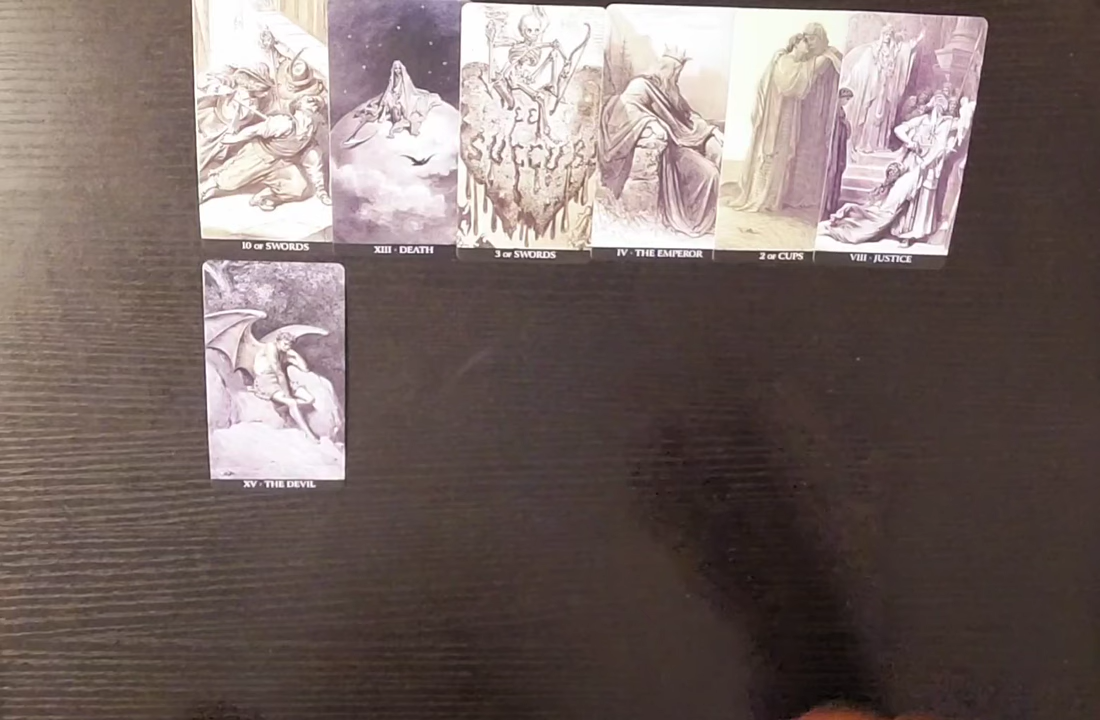 SUCCUB
10 OF SWORDS
XIII · DEATH
3 OF SWORDS
IV · THE EMPEROR
2 OF CUPS
VIII · JUSTICE
XV · THE DEVIL